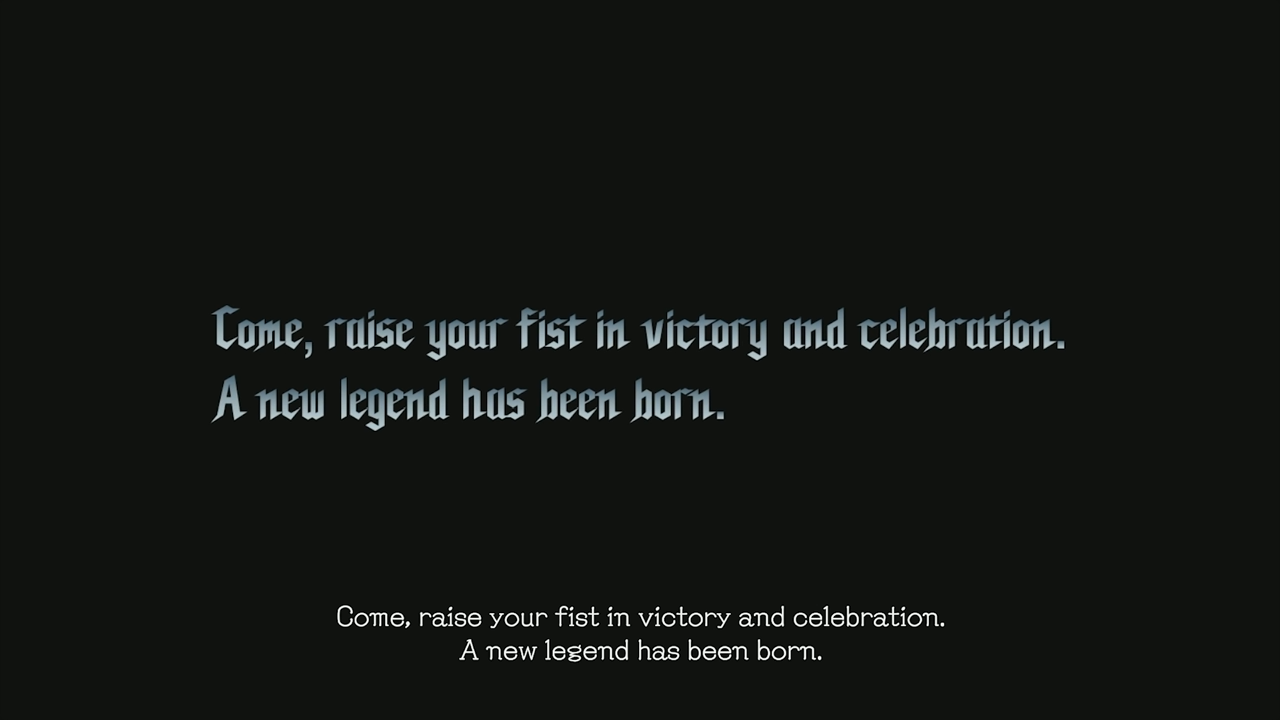 Come, raise your fist in victory and celebration.
A new legend has been born.
Come, raise your fist in victory and celebration.
A new legend has been born.